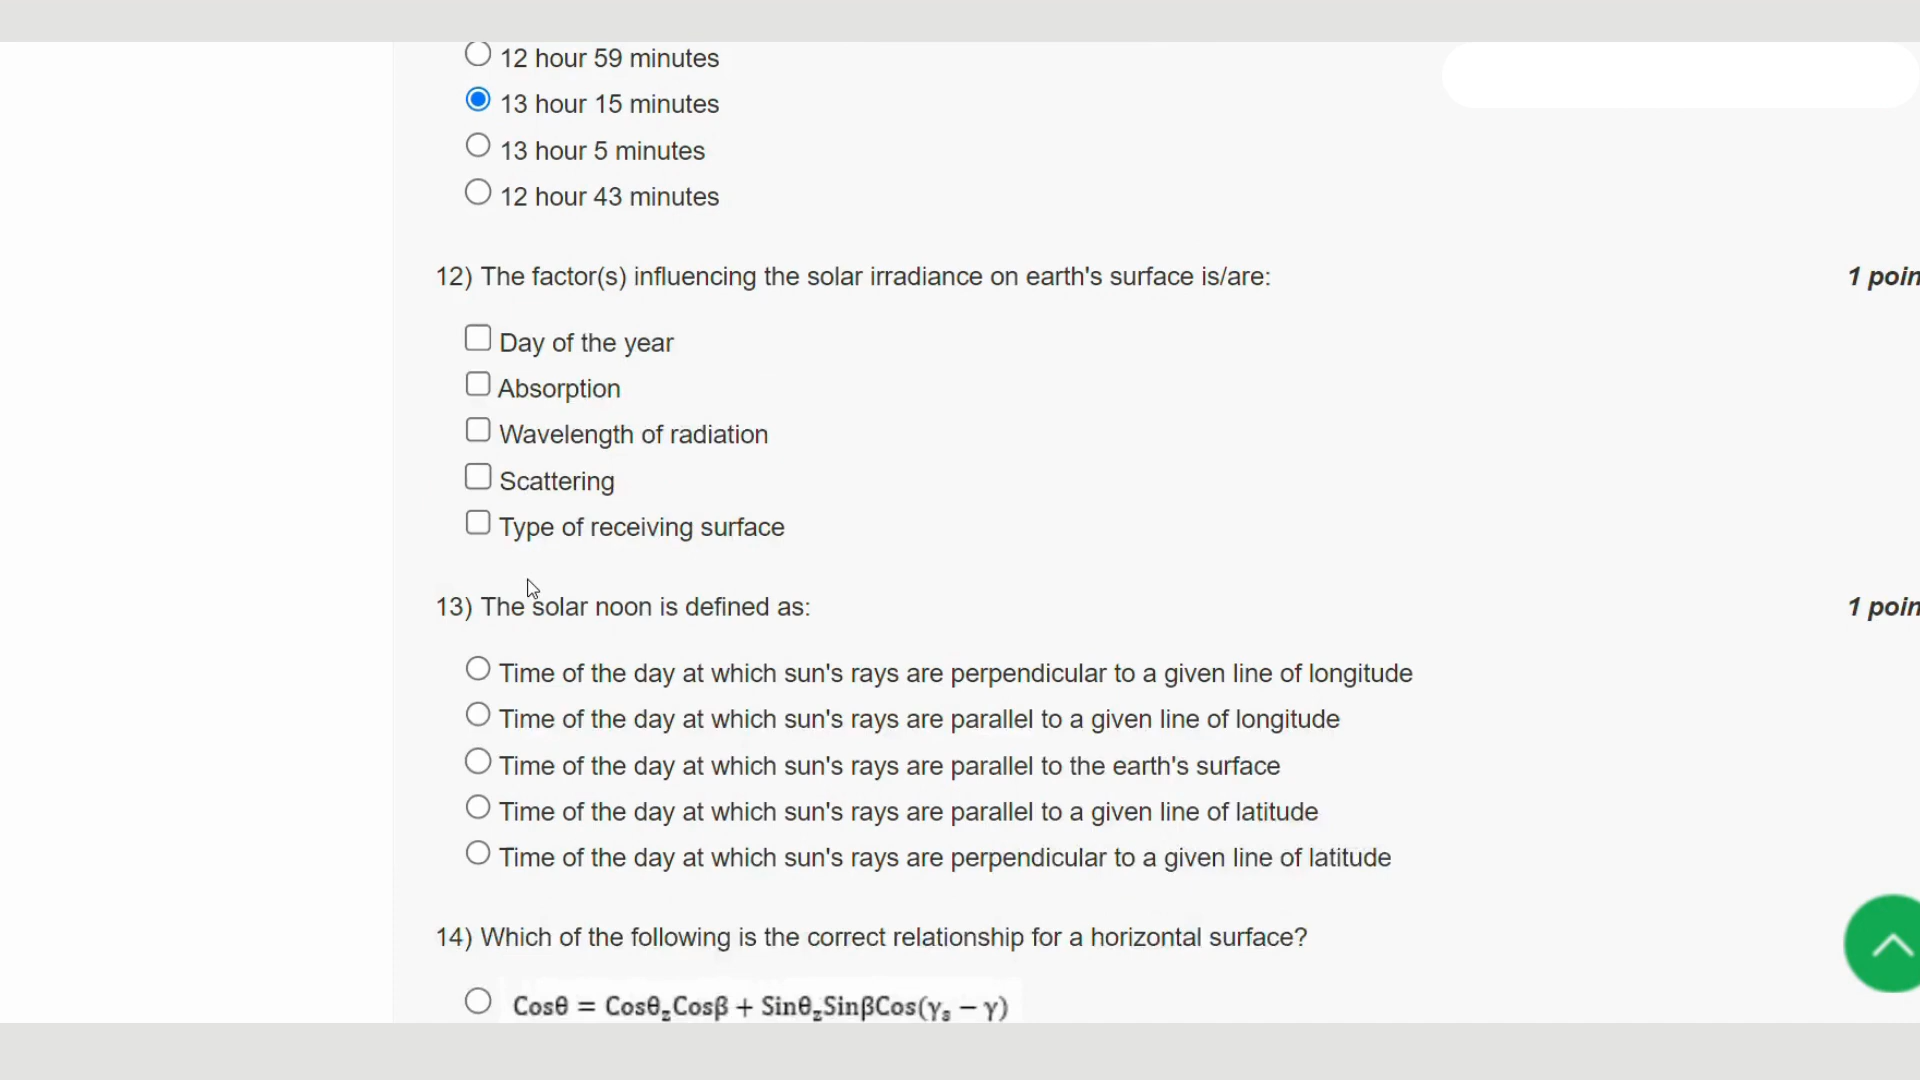 12 hour 59 minutes
13 hour 15 minutes
13 hour 5 minutes
12 hour 43 minutes
12) The factor(s) influencing the solar irradiance on earth's surface is/are:
1 poin
Day of the year
Absorption
Wavelength of radiation
Scattering
Type of receiving surface
13) The solar noon is defined as:
1 poin
Time of the day at which sun's rays are perpendicular to a given line of longitude
Time of the day at which sun's rays are parallel to a given line of longitude
Time of the day at which sun's rays are parallel to the earth's surface
Time of the day at which sun's rays are parallel to a given line of latitude
Time of the day at which sun's rays are perpendicular to a given line of latitude
14) Which of the following is the correct relationship for a horizontal surface?
Cosθ = Cosθ_zCosβ + Sinθ_zSinβCos(γ_s − γ)